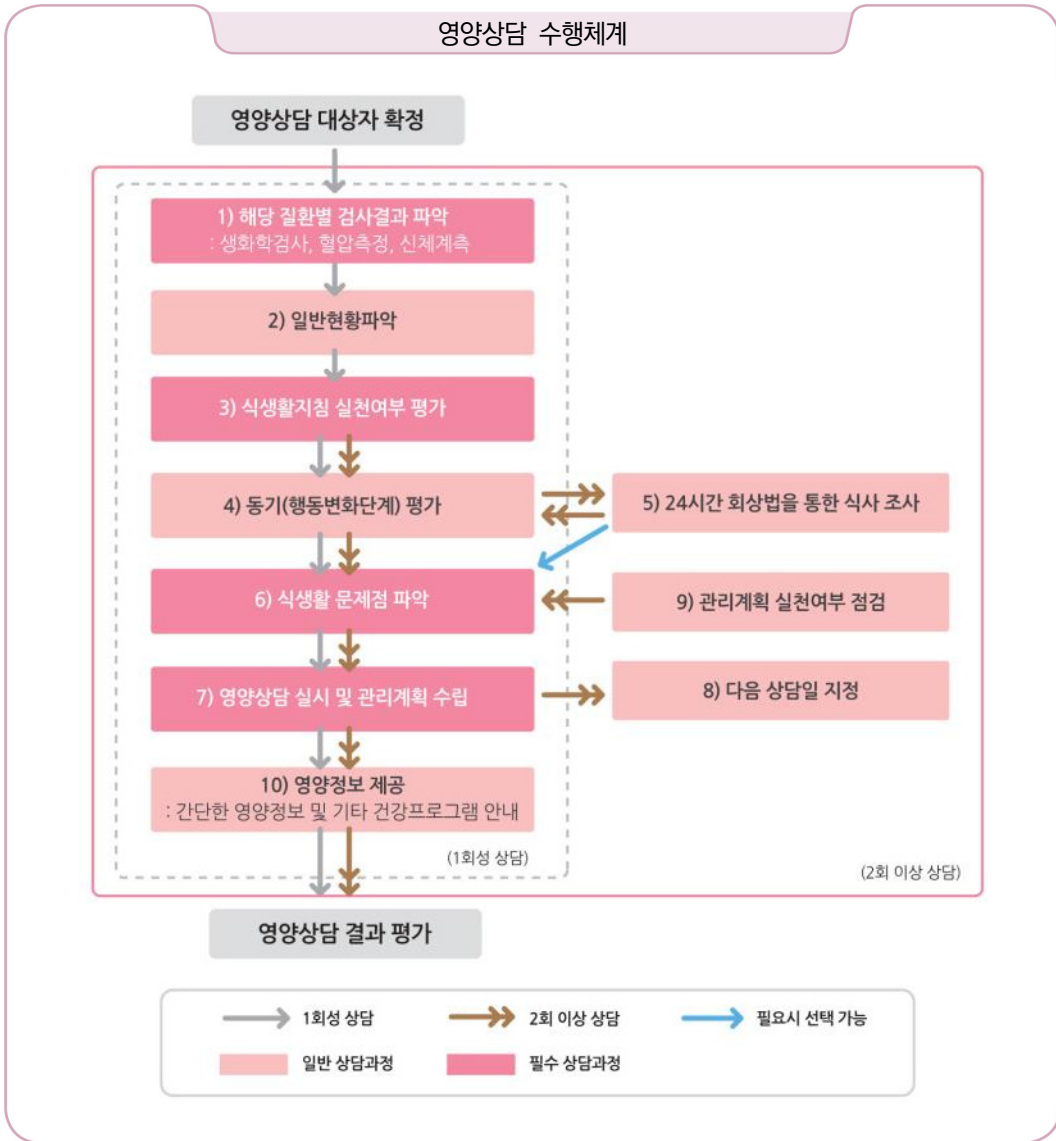 영양상담 수행체계
영양상담 대상자 확정
1) 해당 질환별 검사결과 파악
: 생화학검사, 혈압측정, 신체계측
2) 일반현황파악
3) 식생활지침 실천여부 평가
4) 동기(행동변화단계) 평가
5) 24시간 회상법을 통한 식사 조사
6) 식생활 문제점 파악
9) 관리계획 실천여부 점검
7) 영양상담 실시 및 관리계획 수립
8) 다음 상담일 지정
10) 영양정보 제공
: 간단한 영양정보 및 기타 건강프로그램 안내
(1회성 상담)
(2회 이상 상담)
영양상담 결과 평가
1회성 상담
2회 이상 상담
필요시 선택 가능
일반 상담과정
필수 상담과정